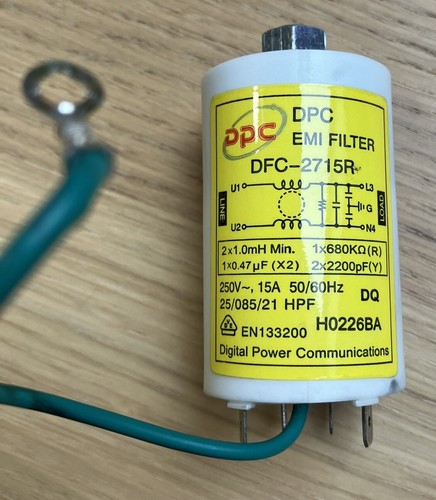 dpc
DPC
EMI FILTER
DFC-2715R
U1 L3
LINE G LOAD
U2 N4
2x1.0mH Min. 1x680KΩ(R)
1x0.47µF (X2) 2x2200pF(Y)
250V~, 15A 50/60Hz
25/085/21 HPF DQ
EN133200 H0226BA
Digital Power Communications